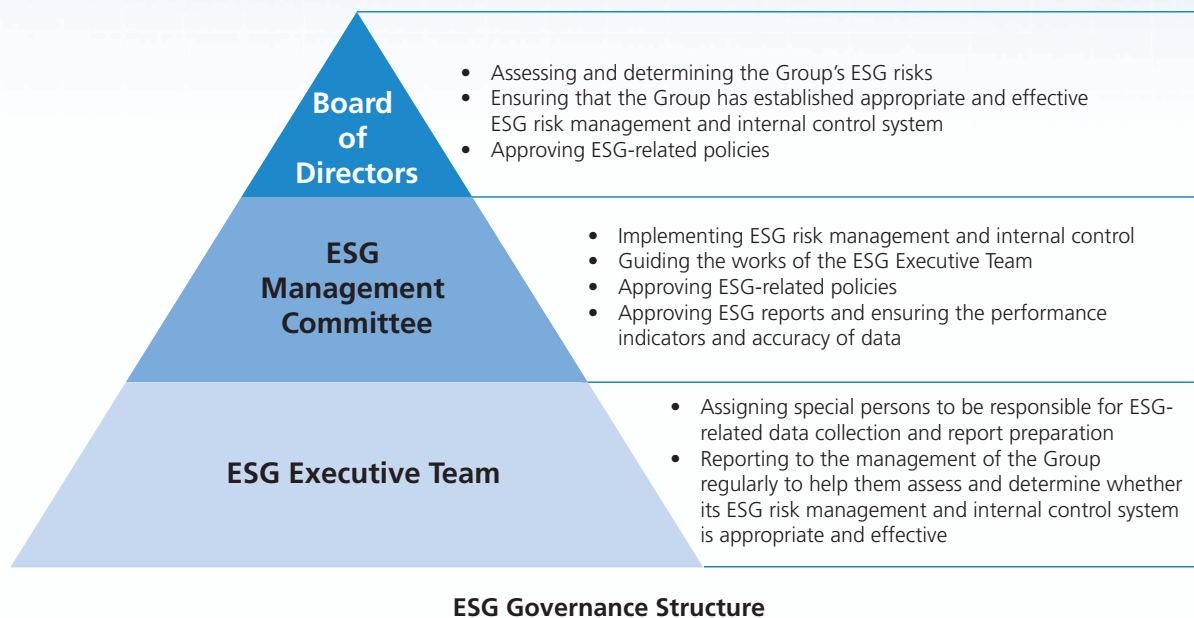 Board
of
Directors
• Assessing and determining the Group's ESG risks
• Ensuring that the Group has established appropriate and effective
ESG risk management and internal control system
• Approving ESG-related policies
ESG
Management
Committee
• Implementing ESG risk management and internal control
• Guiding the works of the ESG Executive Team
• Approving ESG-related policies
• Approving ESG reports and ensuring the performance
indicators and accuracy of data
ESG Executive Team
• Assigning special persons to be responsible for ESG-
related data collection and report preparation
• Reporting to the management of the Group
regularly to help them assess and determine whether
its ESG risk management and internal control system
is appropriate and effective
ESG Governance Structure